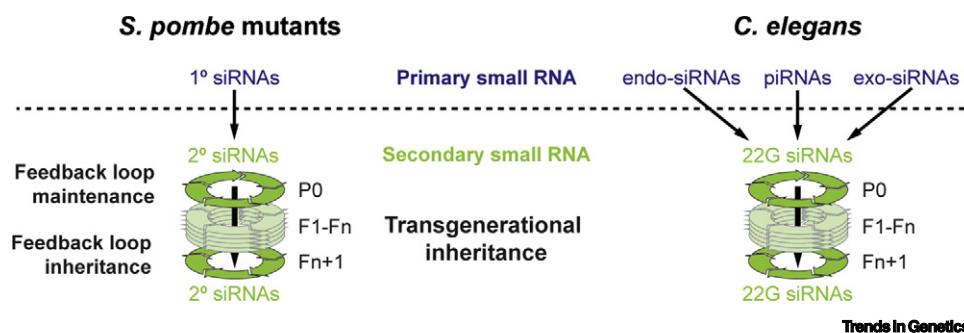 S. pombe mutants
C. elegans
1º siRNAs
Primary small RNA
endo-siRNAs
piRNAs
exo-siRNAs
2º siRNAs
Secondary small RNA
22G siRNAs
Feedback loop
maintenance
P0
P0
F1-Fn
Transgenerational
inheritance
F1-Fn
Feedback loop
inheritance
Fn+1
Fn+1
2º siRNAs
22G siRNAs
Trends in Genetics